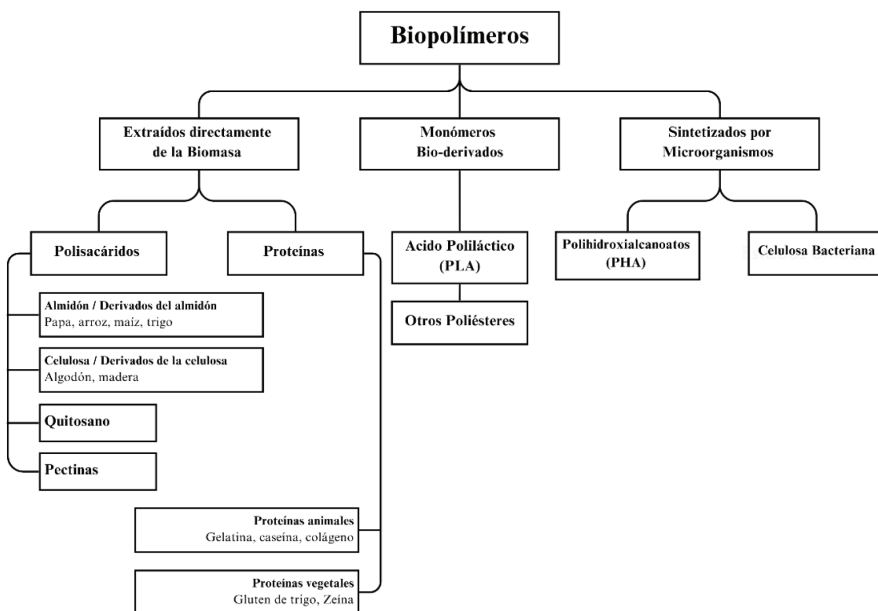 Biopolímeros
Extraídos directamente
de la Biomasa
Monómeros
Bio-derivados
Sintetizados por
Microorganismos
Polisacáridos
Proteínas
Acido Poliláctico
(PLA)
Polihidroxialcanoatos
(PHA)
Celulosa Bacteriana
Almidón / Derivados del almidón
Papa, arroz, maíz, trigo
Otros Poliésteres
Celulosa / Derivados de la celulosa
Algodón, madera
Quitosano
Pectinas
Proteínas animales
Gelatina, caseína, colágeno
Proteínas vegetales
Gluten de trigo, Zeína